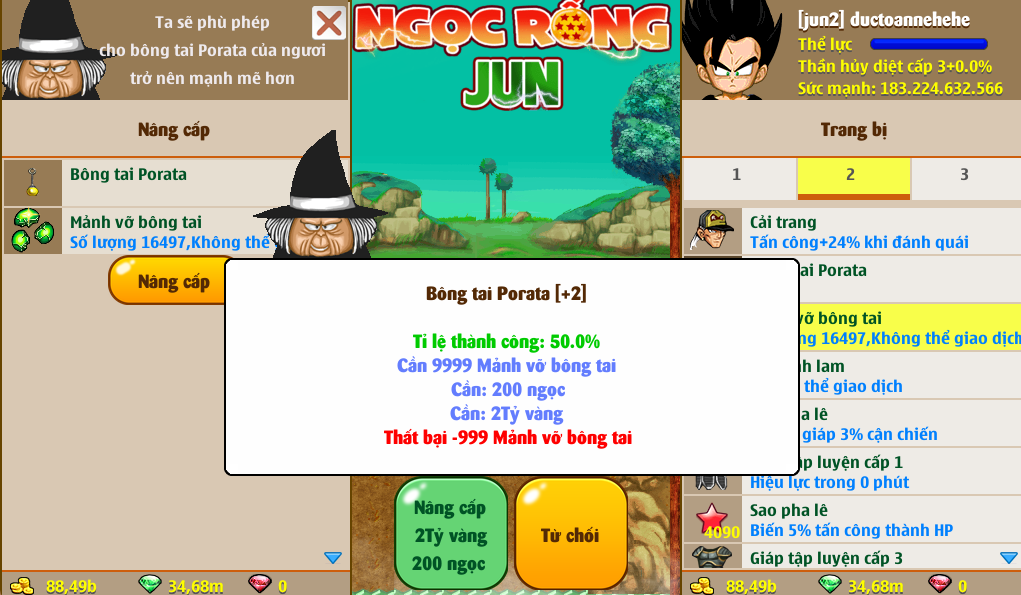 Ta sẽ phù phép
cho bông tai Porata của ngươi
trở nên mạnh mẽ hơn
Nâng cấp
Bông tai Porata
Mảnh vỡ bông tai
Số lượng 16497,Không thể
Nâng cấp
NGỌC RỒNG
JUN
Bông tai Porata [+2]
Tỉ lệ thành công: 50.0%
Cần 9999 Mảnh vỡ bông tai
Cần: 200 ngọc
Cần: 2Tỷ vàng
Thất bại -999 Mảnh vỡ bông tai
Nâng cấp
2Tỷ vàng
200 ngọc
Từ chối
[jun2] ductoannehehe
Thể lực
Thần hủy diệt cấp 3+0.0%
Sức mạnh: 183.224.632.566
Trang bị
1
2
3
Cải trang
Tấn công+24% khi đánh quái
ai Porata
vỡ bông tai
ng 16497,Không thể giao dịch
h lam
thể giao dịch
a lê
giáp 3% cận chiến
ập luyện cấp 1
Hiệu lực trong 0 phút
Sao pha lê
4090
Biến 5% tấn công thành HP
Giáp tập luyện cấp 3
88,49b
34,68m
0
88,49b
34,68m
0